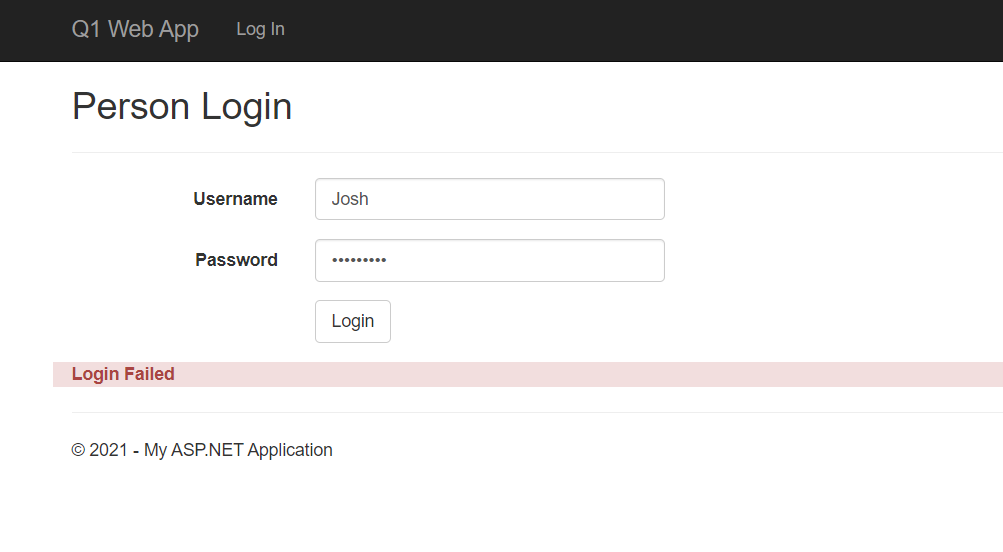 Q1 Web App Log In
Person Login
Username Josh
Password •••••••••
Login
Login Failed
© 2021 - My ASP.NET Application